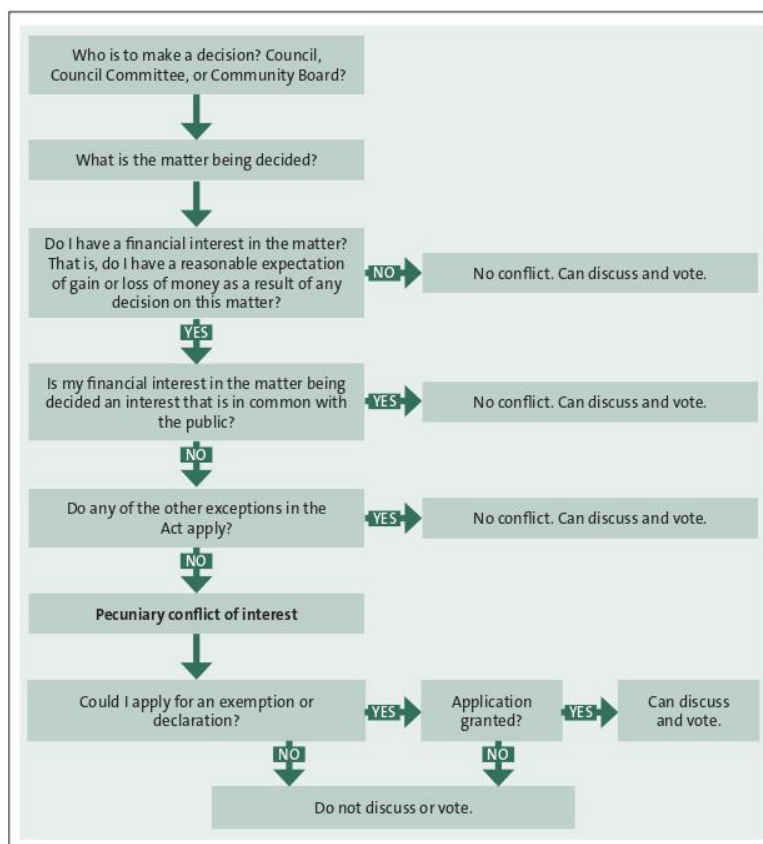 Who is to make a decision? Council,
Council Committee, or Community Board?
What is the matter being decided?
Do I have a financial interest in the matter?
That is, do I have a reasonable expectation
of gain or loss of money as a result of any
decision on this matter?
NO
No conflict. Can discuss and vote.
YES
Is my financial interest in the matter being
decided an interest that is in common with
the public?
YES
No conflict. Can discuss and vote.
NO
Do any of the other exceptions in the
Act apply?
YES
No conflict. Can discuss and vote.
NO
Pecuniary conflict of interest
Could I apply for an exemption or
declaration?
YES
Application
granted?
YES
Can discuss
and vote.
NO
NO
Do not discuss or vote.